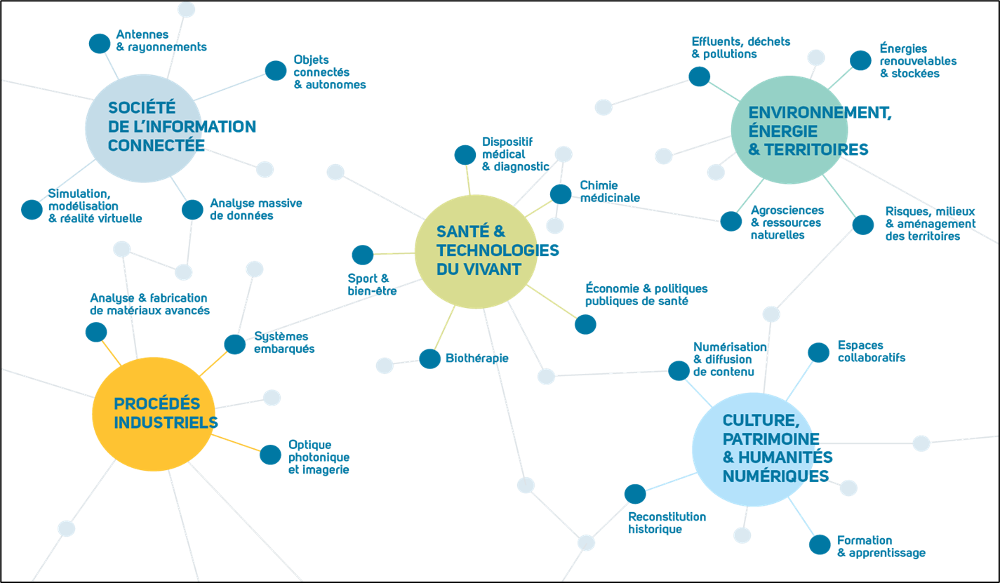 Antennes
& rayonnements
Objets
connectés
& autonomes
SOCIÉTÉ
DE L’INFORMATION
CONNECTÉE
Simulation,
modélisation
& réalité virtuelle
Analyse massive
de données
Effluents, déchets
& pollutions
Énergies
renouvelables
& stockées
ENVIRONNEMENT,
ÉNERGIE
& TERRITOIRES
Agrosciences
& ressources
naturelles
Risques, milieux
& aménagement
des territoires
Dispositif
médical
& diagnostic
Chimie
médicinale
SANTÉ &
TECHNOLOGIES
DU VIVANT
Sport &
bien-être
Économie & politiques
publiques de santé
Biothérapie
Analyse & fabrication
de matériaux avancés
Systèmes
embarqués
PROCÉDÉS
INDUSTRIELS
Optique
photonique
et imagerie
Numérisation
& diffusion
de contenu
Espaces
collaboratifs
CULTURE,
PATRIMOINE
& HUMANITÉS
NUMÉRIQUES
Reconstitution
historique
Formation
& apprentissage